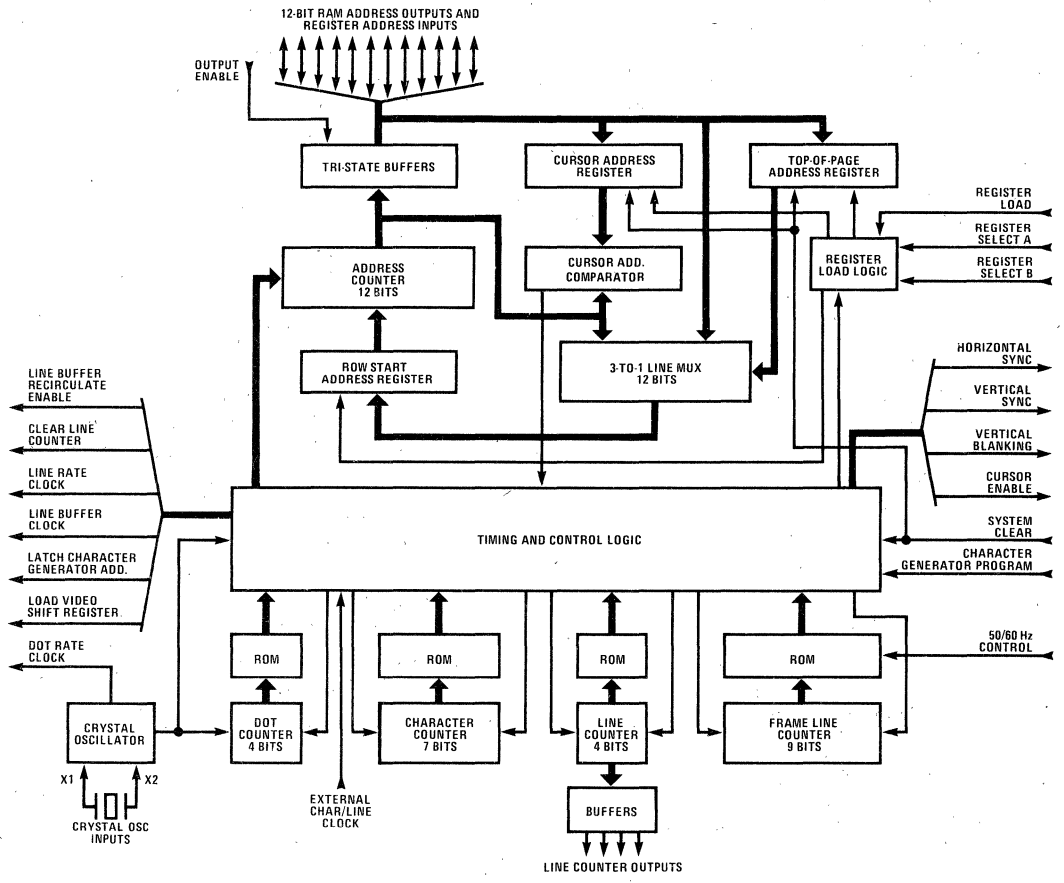 12-BIT RAM ADDRESS OUTPUTS AND
REGISTER ADDRESS INPUTS
OUTPUT
ENABLE
TRI-STATE BUFFERS
CURSOR ADDRESS
REGISTER
TOP-OF-PAGE
ADDRESS REGISTER
REGISTER
LOAD
REGISTER
SELECT A
REGISTER
SELECT B
REGISTER
LOAD LOGIC
ADDRESS
COUNTER
12 BITS
CURSOR ADD.
COMPARATOR
ROW START
ADDRESS REGISTER
3-TO-1 LINE MUX
12 BITS
LINE BUFFER
RECIRCULATE
ENABLE
CLEAR LINE
COUNTER
LINE RATE
CLOCK
LINE BUFFER
CLOCK
LATCH CHARACTER
GENERATOR ADD.
LOAD VIDEO
SHIFT REGISTER
DOT RATE
CLOCK
HORIZONTAL
SYNC
VERTICAL
SYNC
VERTICAL
BLANKING
CURSOR
ENABLE
SYSTEM
CLEAR
CHARACTER
GENERATOR PROGRAM
50/60 Hz
CONTROL
TIMING AND CONTROL LOGIC
ROM
ROM
ROM
ROM
CRYSTAL
OSCILLATOR
DOT
COUNTER
4 BITS
CHARACTER
COUNTER
7 BITS
LINE
COUNTER
4 BITS
FRAME LINE
COUNTER
9 BITS
X1
X2
CRYSTAL OSC
INPUTS
EXTERNAL
CHAR/LINE
CLOCK
BUFFERS
LINE COUNTER OUTPUTS